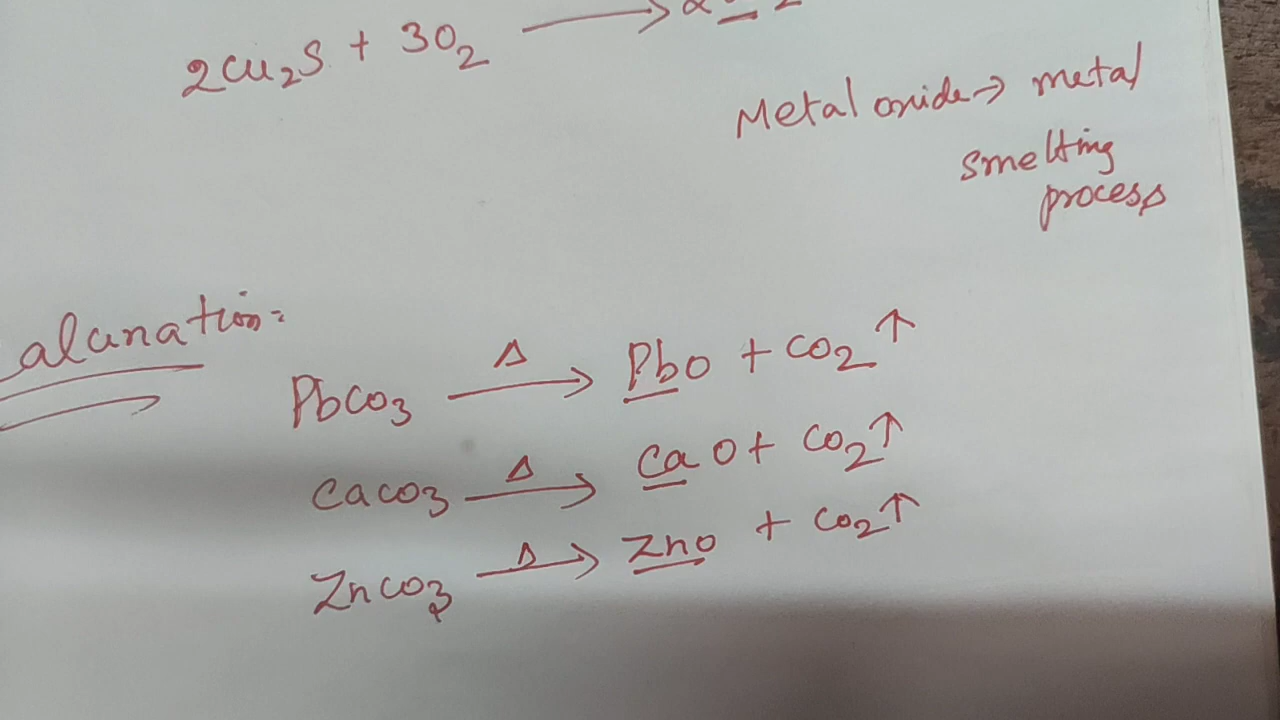 2Cu₂S + 3O₂ ⟶
Metal oxide → metal
smelting
process
alcination:
PbCO₃ —Δ→ PbO + CO₂↑
CaCO₃ —Δ→ CaO + CO₂↑
ZnCO₃ —Δ→ ZnO + CO₂↑